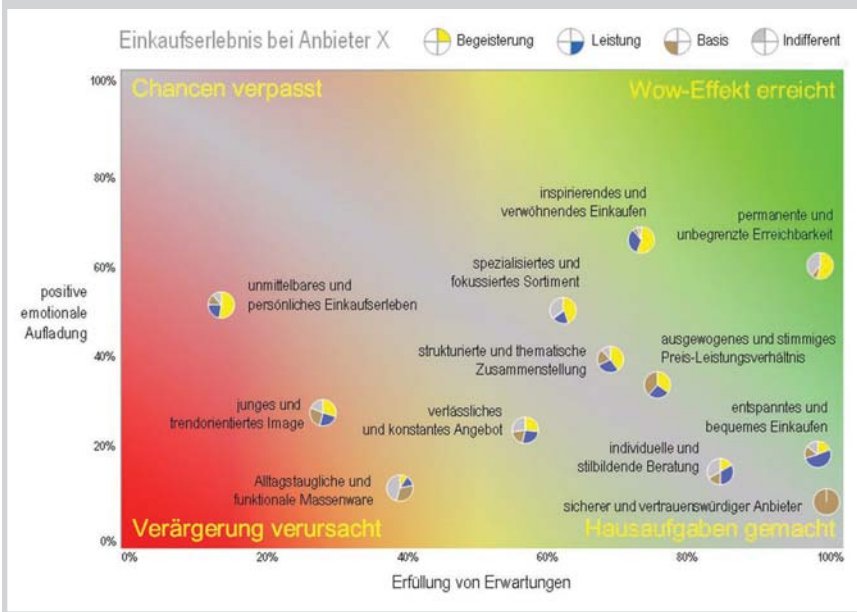 Einkaufserlebnis bei Anbieter X
Begeisterung
Leistung
Basis
Indifferent
100%
80%
60%
40%
20%
0%
positive
emotionale
Aufladung
Chancen verpasst
Wow-Effekt erreicht
inspirierendes und
verwöhnendes Einkaufen
permanente und
unbegrenzte Erreichbarkeit
spezialisiertes und
fokussiertes Sortiment
unmittelbares und
persönliches Einkaufserleben
strukturierte und thematische
Zusammenstellung
ausgewogenes und stimmiges
Preis-Leistungsverhältnis
junges und
trendorientiertes Image
verlässliches
und konstantes Angebot
entspanntes und
bequemes Einkaufen
individuelle und
stilbildende Beratung
Alltagstaugliche und
funktionale Massenware
sicherer und vertrauenswürdiger Anbieter
Verärgerung verursacht
Hausaufgaben gemacht
0%
20%
40%
60%
80%
100%
Erfüllung von Erwartungen